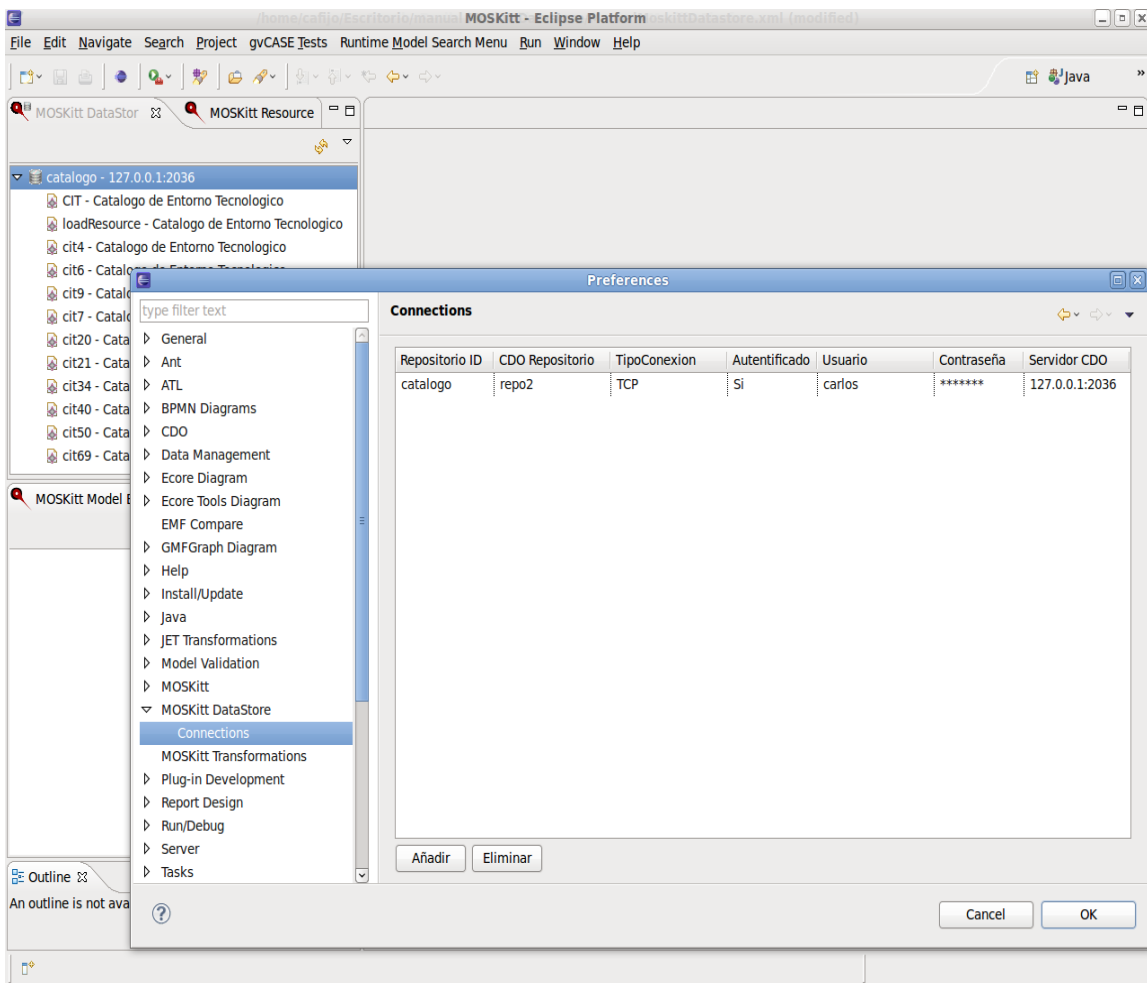 /home/cafiio/Escritorio/manual MOSKitt - Eclipse Platform MoskittDatastore.xml (modified)
File Edit Navigate Search Project gvCASE Tests Runtime Model Search Menu Run Window Help
Java »
MOSKitt DataStor MOSKitt Resource
catalogo - 127.0.0.1:2036
CIT - Catalogo de Entorno Tecnologico
loadResource - Catalogo de Entorno Tecnologico
cit4 - Catalogo de Entorno Tecnologico
cit6 - Catalogo de Entorno Tecnologico
cit9 - Catalo
cit7 - Catalo
cit20 - Cata
cit21 - Cata
cit34 - Cata
cit40 - Cata
cit50 - Cata
cit69 - Cata
MOSKitt Model E
Outline
An outline is not ava
Preferences
type filter text
General
Ant
ATL
BPMN Diagrams
CDO
Data Management
Ecore Diagram
Ecore Tools Diagram
EMF Compare
GMFGraph Diagram
Help
Install/Update
Java
JET Transformations
Model Validation
MOSKitt
MOSKitt DataStore
Connections
MOSKitt Transformations
Plug-in Development
Report Design
Run/Debug
Server
Tasks
Connections
Repositorio ID CDO Repositorio TipoConexion Autentificado Usuario Contraseña Servidor CDO
catalogo repo2 TCP Si carlos ******* 127.0.0.1:2036
Añadir Eliminar
Cancel OK